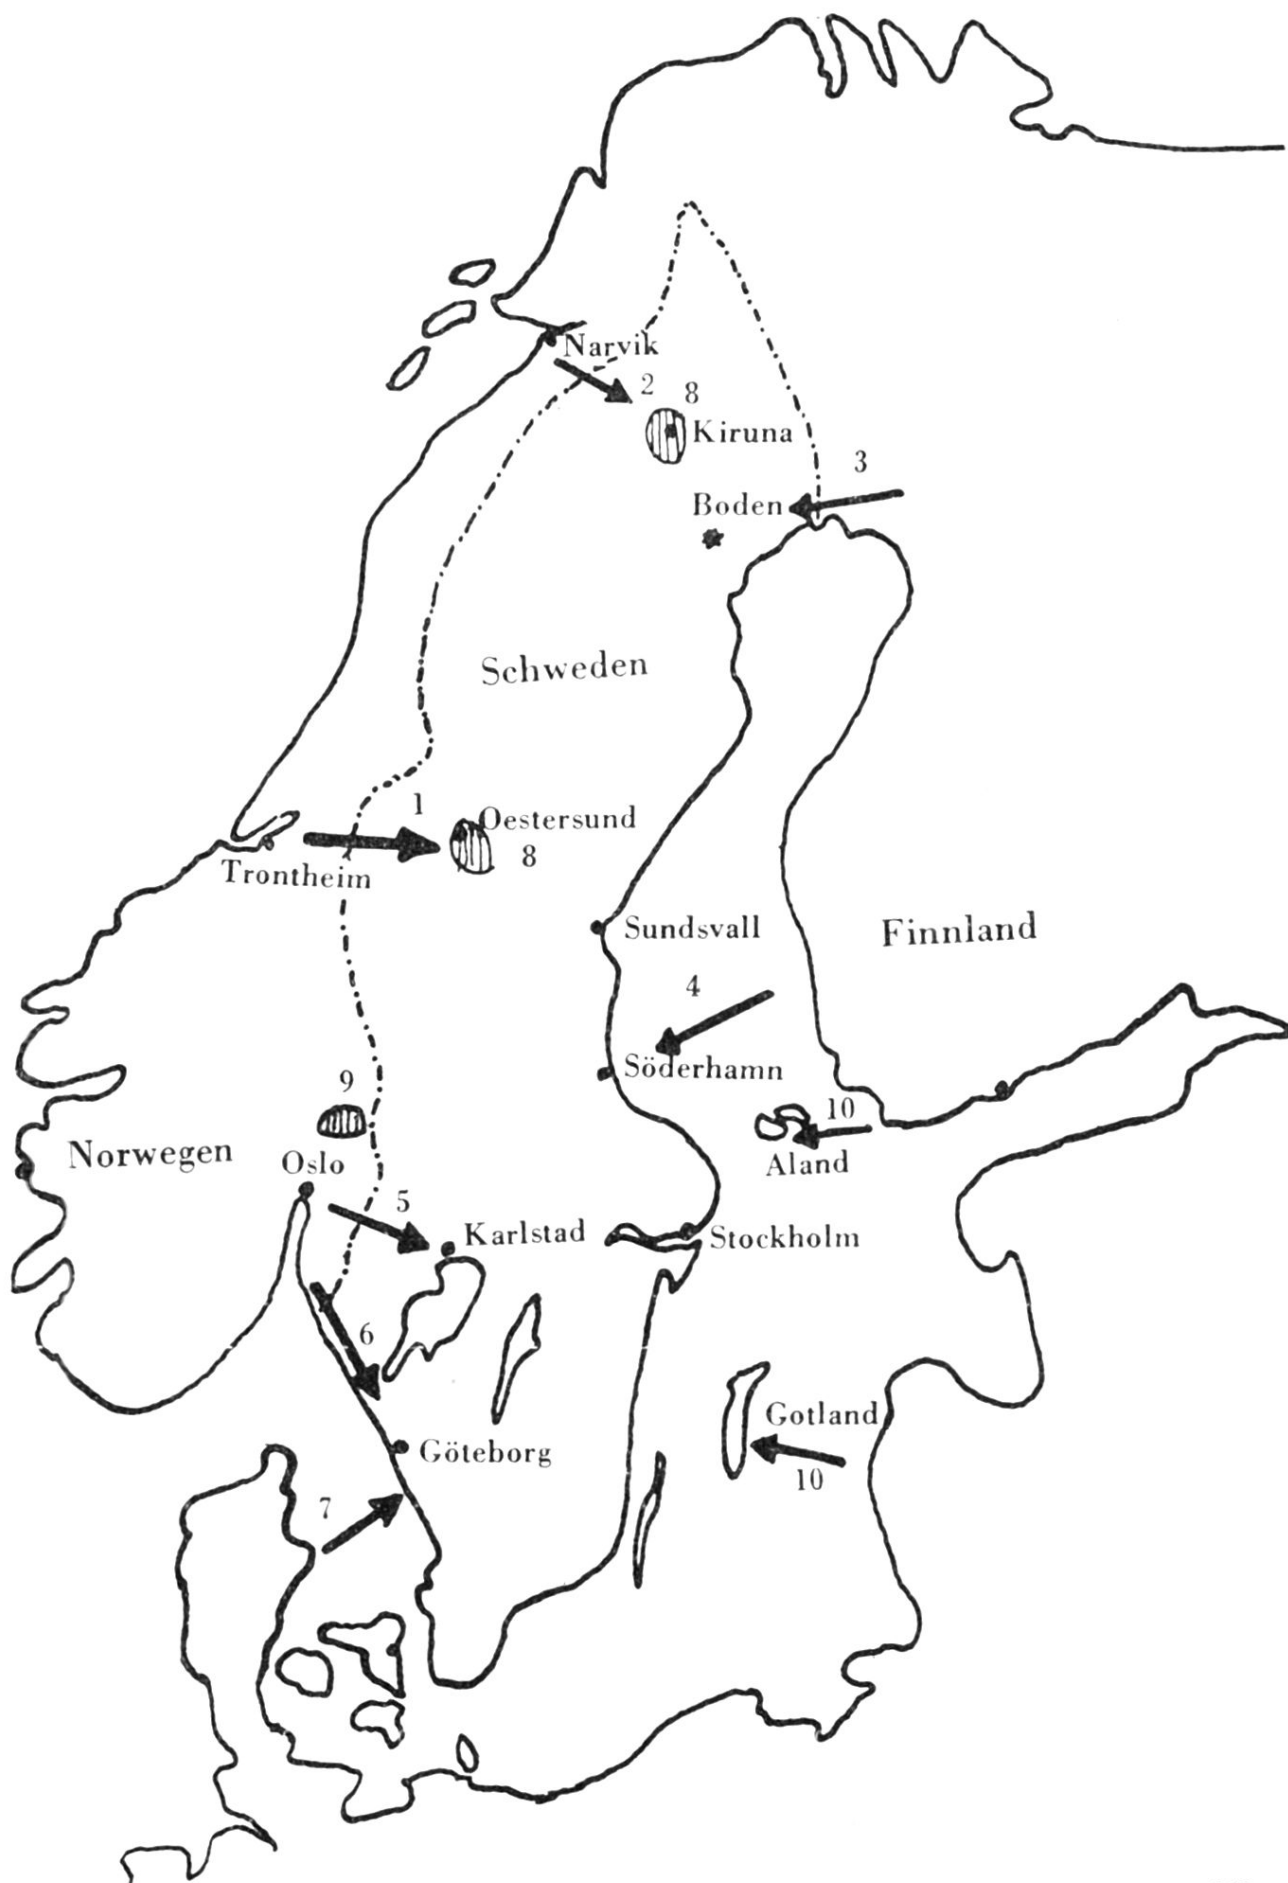 Narvik
2
8
Kiruna
3
Boden
Schweden
1
Oestersund
8
Trontheim
Sundsvall
Finnland
4
Söderhamn
9
10
Norwegen
Oslo
Aland
5
Karlstad
Stockholm
6
Gotland
Göteborg
10
7